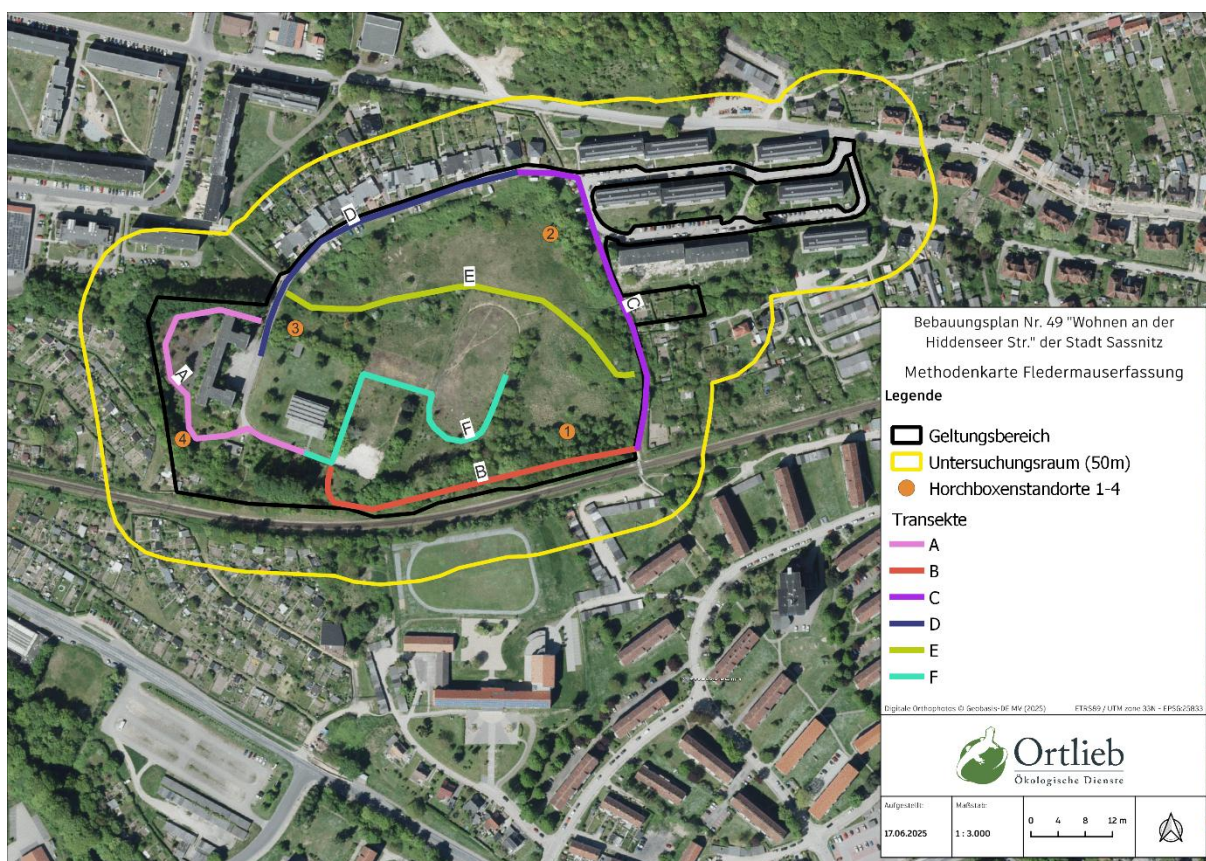 D
2
E
C
3
A
4
1
F
B
Bebauungsplan Nr. 49 "Wohnen an der
Hiddenseer Str." der Stadt Sassnitz
Methodenkarte Fledermauserfassung
Legende
Geltungsbereich
Untersuchungsraum (50m)
Horchboxenstandorte 1-4
Transekte
A
B
C
D
E
F
Digitale Orthophotos © Geobasis-DE MV (2025) ETRS89 / UTM zone 33N - EPSG:25833
Ortlieb
Ökologische Dienste
Aufgestellt: Maßstab:
0 4 8 12 m
17.06.2025 1 : 3.000